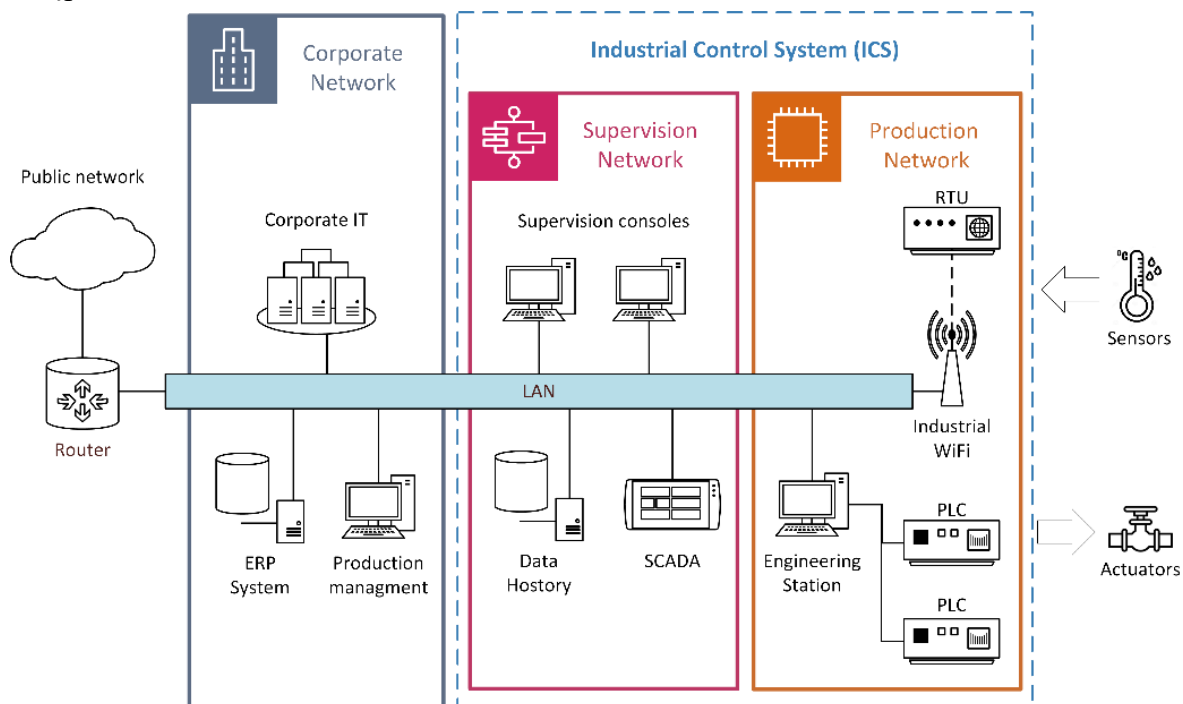 Corporate
Network
Industrial Control System (ICS)
Supervision
Network
Production
Network
Public network
Corporate IT
Supervision consoles
RTU
°C
Sensors
LAN
Router
Industrial
WiFi
ERP
System
Production
managment
Data
Hostory
SCADA
Engineering
Station
PLC
PLC
Actuators